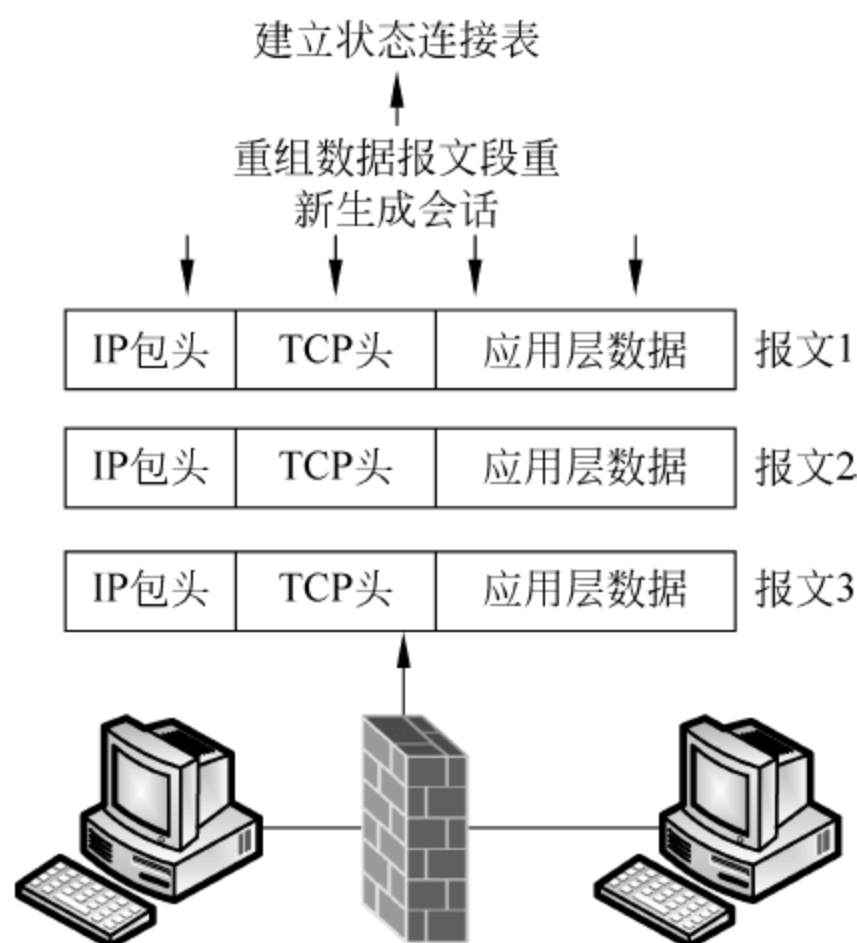 建立状态连接表
重组数据报文段重
新生成会话
IP包头 TCP头 应用层数据 报文1
IP包头 TCP头 应用层数据 报文2
IP包头 TCP头 应用层数据 报文3